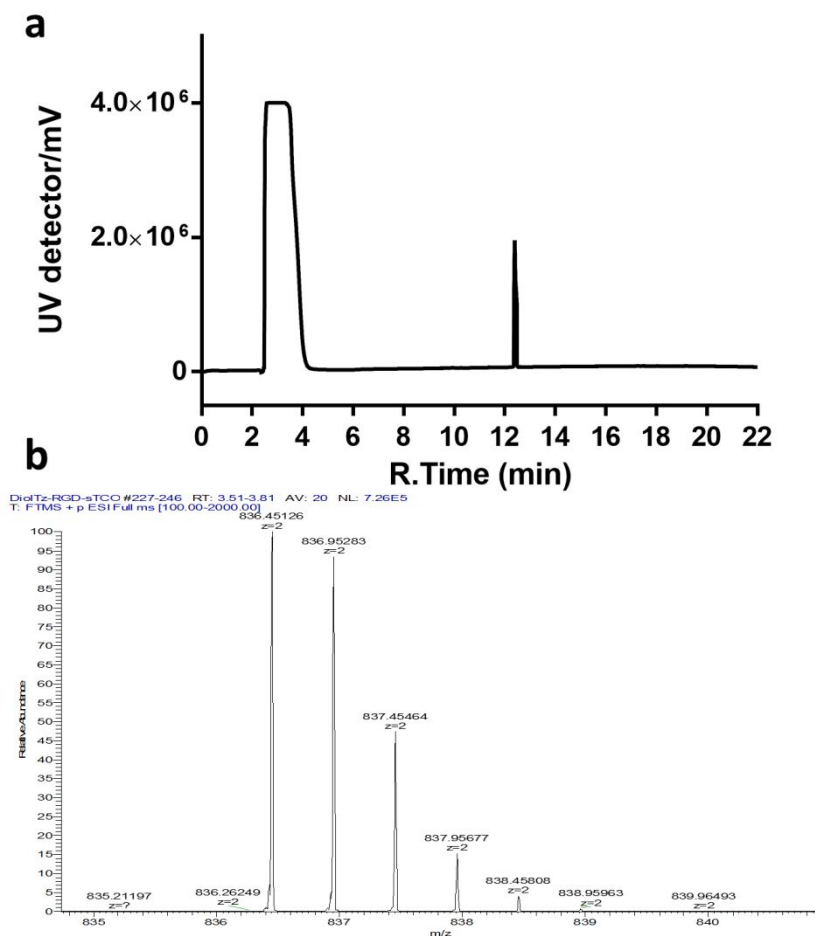 a
UV detector/mV
4.0×10⁶
2.0×10⁶
0
0 2 4 6 8 10 12 14 16 18 20 22
R.Time (min)
b
DiolTz-RGD-sTCO #227-246 RT: 3.51-3.81 AV: 20 NL: 7.26E5
T: FTMS + p ESI Full ms [100.00-2000.00]
836.45126
z=2
836.95283
z=2
837.45464
z=2
837.95677
z=2
838.45808
z=2
835.21197
z=?
836.26249
z=2
838.95963
z=2
839.96493
z=2
Relative Abundance
100
95
90
85
80
75
70
65
60
55
50
45
40
35
30
25
20
15
10
5
0
835 836 837 838 839 840
m/z